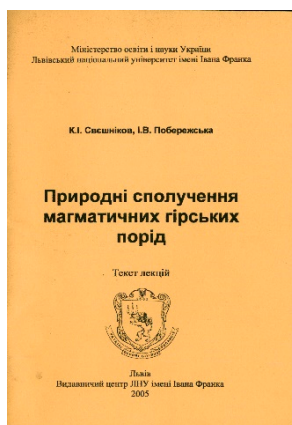 Міністерство освіти і науки України
Львівський національний університет імені Івана Франка
К.І. Свєшніков, І.В. Побережська
Природні сполучення
магматичних гірських
порід
Текст лекцій
Львів
Видавничий центр ЛНУ імені Івана Франка
2005